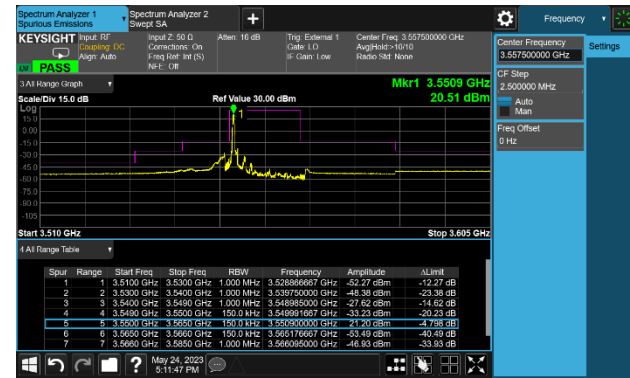 Spectrum Analyzer 1
Spurious Emissions
Spectrum Analyzer 2
Swept SA
+
Frequency
KEYSIGHT
Input: RF
Coupling: DC
Align: Auto
Input Z: 50 Ω
Corrections: On
Freq Ref: Int (S)
NFE: Off
Atten: 16 dB
Trig: External 1
Gate: LO
IF Gain: Low
Center Freq: 3.557500000 GHz
Avg|Hold:>10/10
Radio Std: None
PASS
Center Frequency
3.557500000 GHz
Settings
CF Step
2.500000 MHz
Auto
Man
Freq Offset
0 Hz
3 All Range Graph
Mkr1 3.5509 GHz
20.51 dBm
Scale/Div 15.0 dB
Ref Value 30.00 dBm
Log
15.0
0.00
-15.0
-30.0
-45.0
-60.0
-75.0
-90.0
-105
1
Start 3.510 GHz
Stop 3.605 GHz
4 All Range Table
Spur Range Start Freq Stop Freq RBW Frequency Amplitude ΔLimit
1 1 3.5100 GHz 3.5300 GHz 1.000 MHz 3.528866667 GHz -52.27 dBm -12.27 dB
2 2 3.5300 GHz 3.5400 GHz 1.000 MHz 3.539750000 GHz -48.38 dBm -23.38 dB
3 3 3.5400 GHz 3.5490 GHz 1.000 MHz 3.548985000 GHz -27.62 dBm -14.62 dB
4 4 3.5490 GHz 3.5500 GHz 150.0 kHz 3.549991667 GHz -33.23 dBm -20.23 dB
5 5 3.5500 GHz 3.5650 GHz 150.0 kHz 3.550900000 GHz 21.20 dBm -4.798 dB
6 6 3.5650 GHz 3.5660 GHz 150.0 kHz 3.565176667 GHz -53.49 dBm -40.49 dB
7 7 3.5660 GHz 3.5850 GHz 1.000 MHz 3.566095000 GHz -46.93 dBm -33.93 dB
?
May 24, 2023
5:11:47 PM